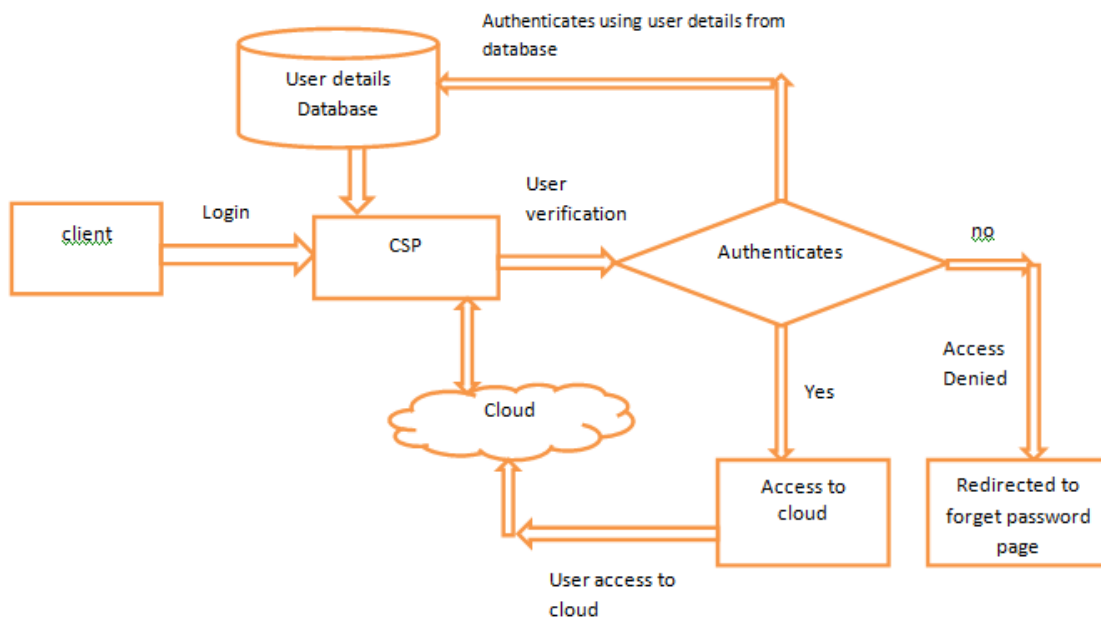 Authenticates using user details from
database
User details
Database
Login
client
CSP
User
verification
Authenticates
no
Access
Denied
Yes
Cloud
Access to
cloud
Redirected to
forget password
page
User access to
cloud